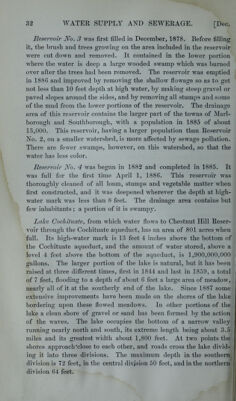 32 WATER SUPPLY AND SEWERAGE. [Dec.
Reservoir No. 3 was first filled in December, 1878. Before filling
it, the brush and trees growing on the area included in the reservoir
were cut down and removed. It contained in the lower portion
where the water is deep a large wooded swamp which was burned
over after the trees had been removed. The reservoir was emptied
in 1886 and improved by removing the shallow flowage so as to get
not less than 10 feet depth at high water, by making steep gravel or
paved slopes around the sides, and by removing all stumps and some
of the mud from the lower portions of the reservoir. The drainage
area of this reservoir contains the larger part of the towns of Marl-
borough and Southborough, with a population in 1885 of about
15,000. This reservoir, having a larger population than Reservoir
No. 2, on a smaller watershed, is more affected by sewage pollution.
There are fewer swamps, however, on this watershed, so that the
water has less color.
Reservoir No. 4 was begun in 1882 and completed in 1885. It
was full for the first time April 1, 1886. This reservoir was
thoroughly cleaned of all loam, stumps and vegetable matter when
first constructed, and it was deepened wherever the depth at high-
water mark was less than 8 feet. The drainage area contains but
few inhabitants; a portion of it is swampy.
Lake Cochituate, from which water flows to Chestnut Hill Reser-
voir through the Cochituate aqueduct, has an area of 801 acres when
full. Its high-water mark is 13 feet 4 inches above the bottom of
the Cochituate aqueduct, and the amount of water stored, above a
level 4 feet above the bottom of the aqueduct, is 1,900,000,000
gallons. The larger portion of the lake is natural, but it has been
raised at three different times, first in 1844 and last in 1859, a total
of 7 feet, flooding to a depth of about 6 feet a large area of meadow,
nearly all of it at the southerly end of the lake. Since 1887 some
extensive improvements have been made on the shores of the lake
bordering upon these flowed meadows. In other portions of the
lake a clean shore of gravel or sand has been formed by the action
of the waves. The lake occupies the bottom of a narrow valley
running nearly north and south, its extreme length being about 3.5
miles and its greatest width about 1,800 feet. At two points the
shores approach close to each other, and roads cross the lake divid-
ing it into three divisions. The maximum depth in the southern
division is 72 feet, in the central division 50 feet, and in the northern
division 64 feet.